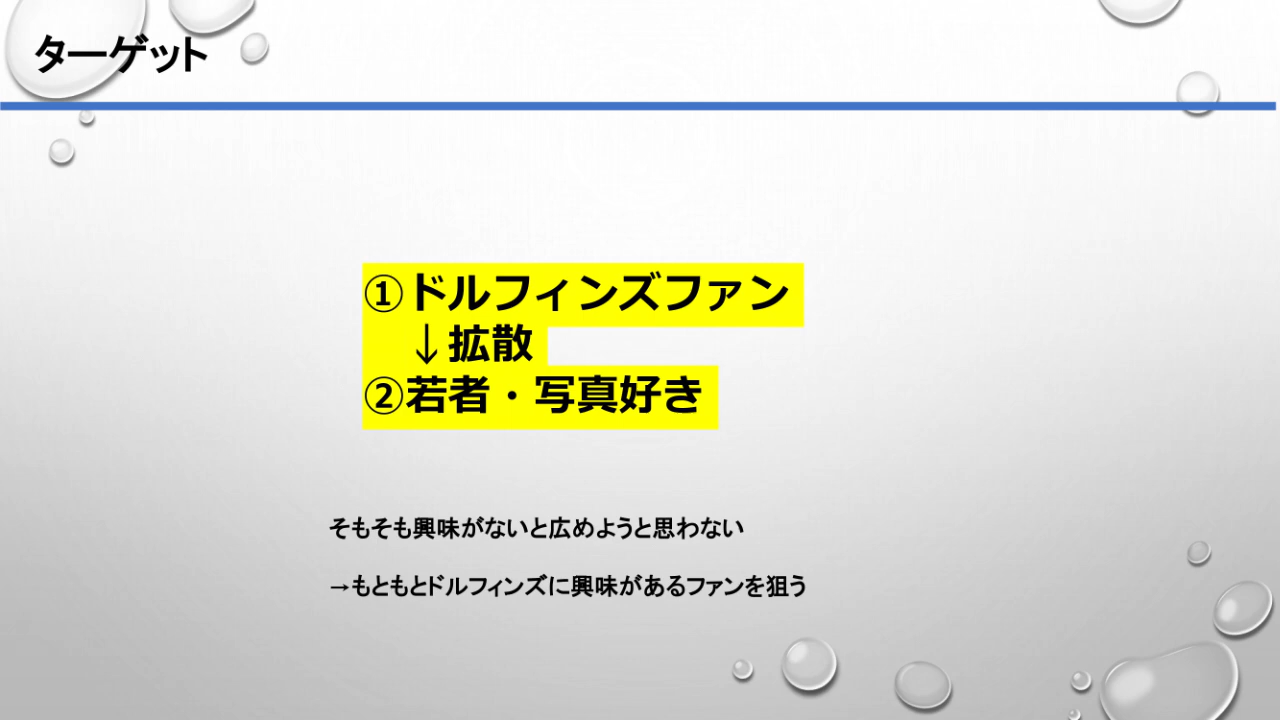 ターゲット
①ドルフィンズファン
↓拡散
②若者・写真好き
そもそも興味がないと広めようと思わない
→もともとドルフィンズに興味があるファンを狙う